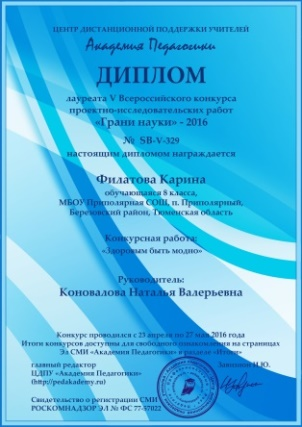 ЦЕНТР ДИСТАНЦИОННОЙ ПОДДЕРЖКИ УЧИТЕЛЕЙ
Академия Педагогики
ДИПЛОМ
лауреата V Всероссийского конкурса
проектно-исследовательских работ
«Грани науки» - 2016
№ SB-V-329
настоящим дипломом награждается
Филатова Карина
обучающаяся 8 класса,
МБОУ Приполярная СОШ, п. Приполярный,
Березовский район, Тюменская область
Конкурсная работа:
«Здоровым быть модно»
Руководитель:
Коновалова Наталья Валерьевна
Конкурс проводился с 23 апреля по 27 мая 2016 года
Итоги конкурсов доступны для свободного ознакомления на страницах
Эл СМИ «Академия Педагогики» в разделе «Итоги»
главный редактор
ЦДПУ «Академия Педагогики»
(http://pedakademy.ru)
Свидетельство о регистрации СМИ
РОСКОМНАДЗОР ЭЛ № ФС 77-57022